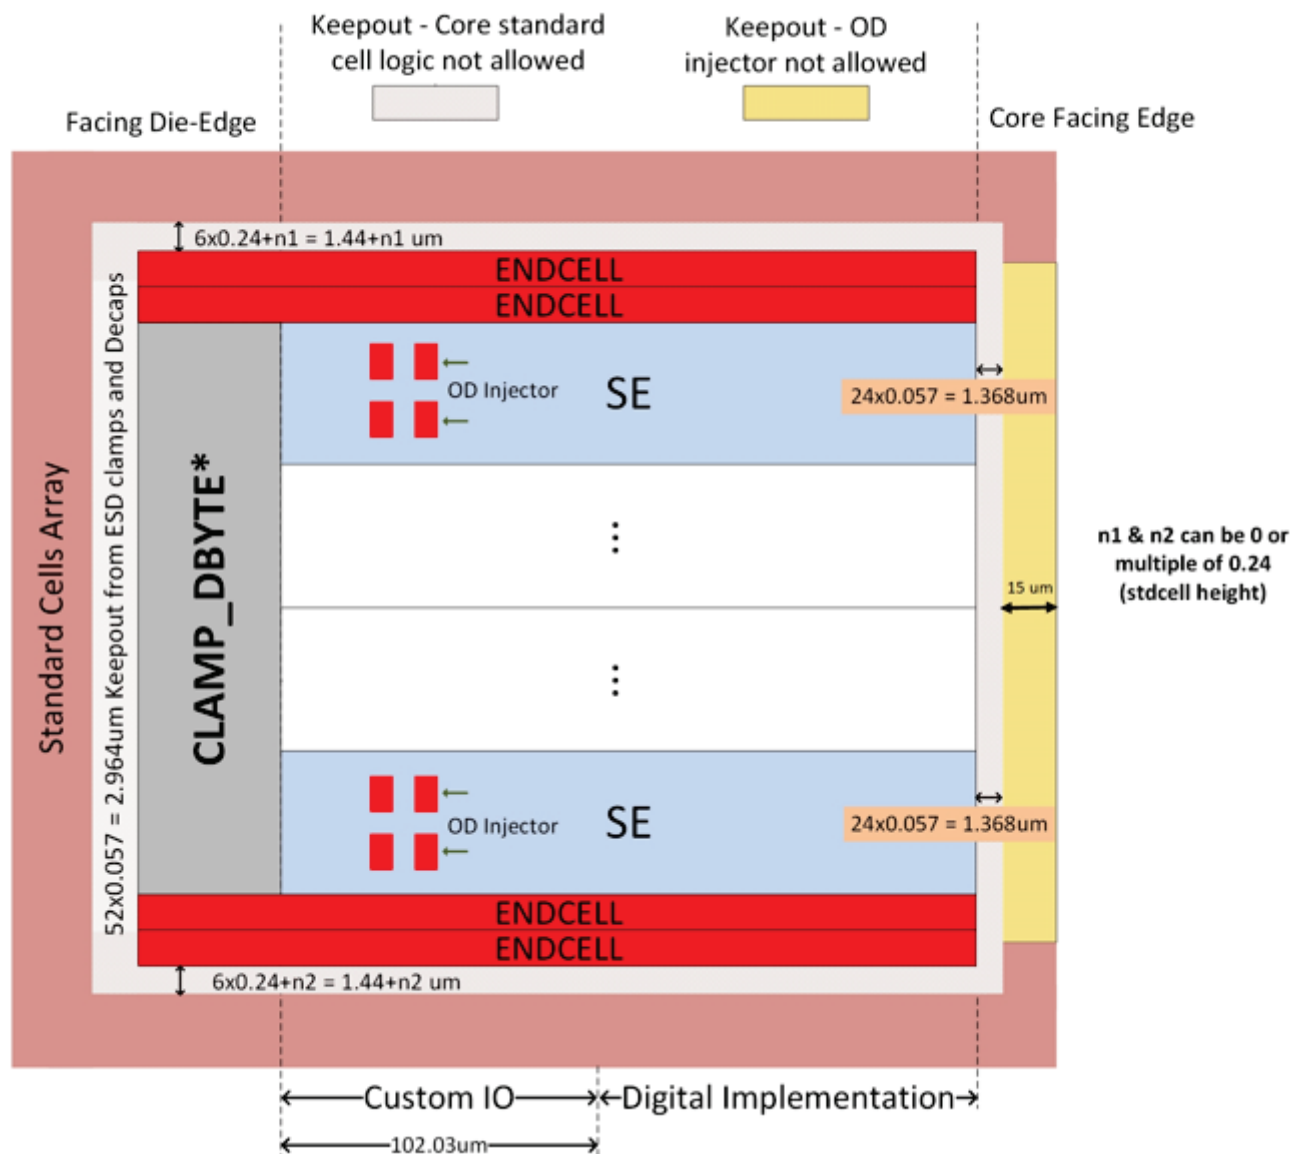 Keepout - Core standard
cell logic not allowed
Keepout - OD
injector not allowed
Facing Die-Edge
Core Facing Edge
6x0.24+n1 = 1.44+n1 um
ENDCELL
ENDCELL
Standard Cells Array
52x0.057 = 2.964um Keepout from ESD clamps and Decaps
CLAMP_DBYTE*
OD Injector
SE
24x0.057 = 1.368um
⋮
⋮
15 um
n1 & n2 can be 0 or
multiple of 0.24
(stdcell height)
OD Injector
SE
24x0.057 = 1.368um
ENDCELL
ENDCELL
6x0.24+n2 = 1.44+n2 um
Custom IO
Digital Implementation
102.03um